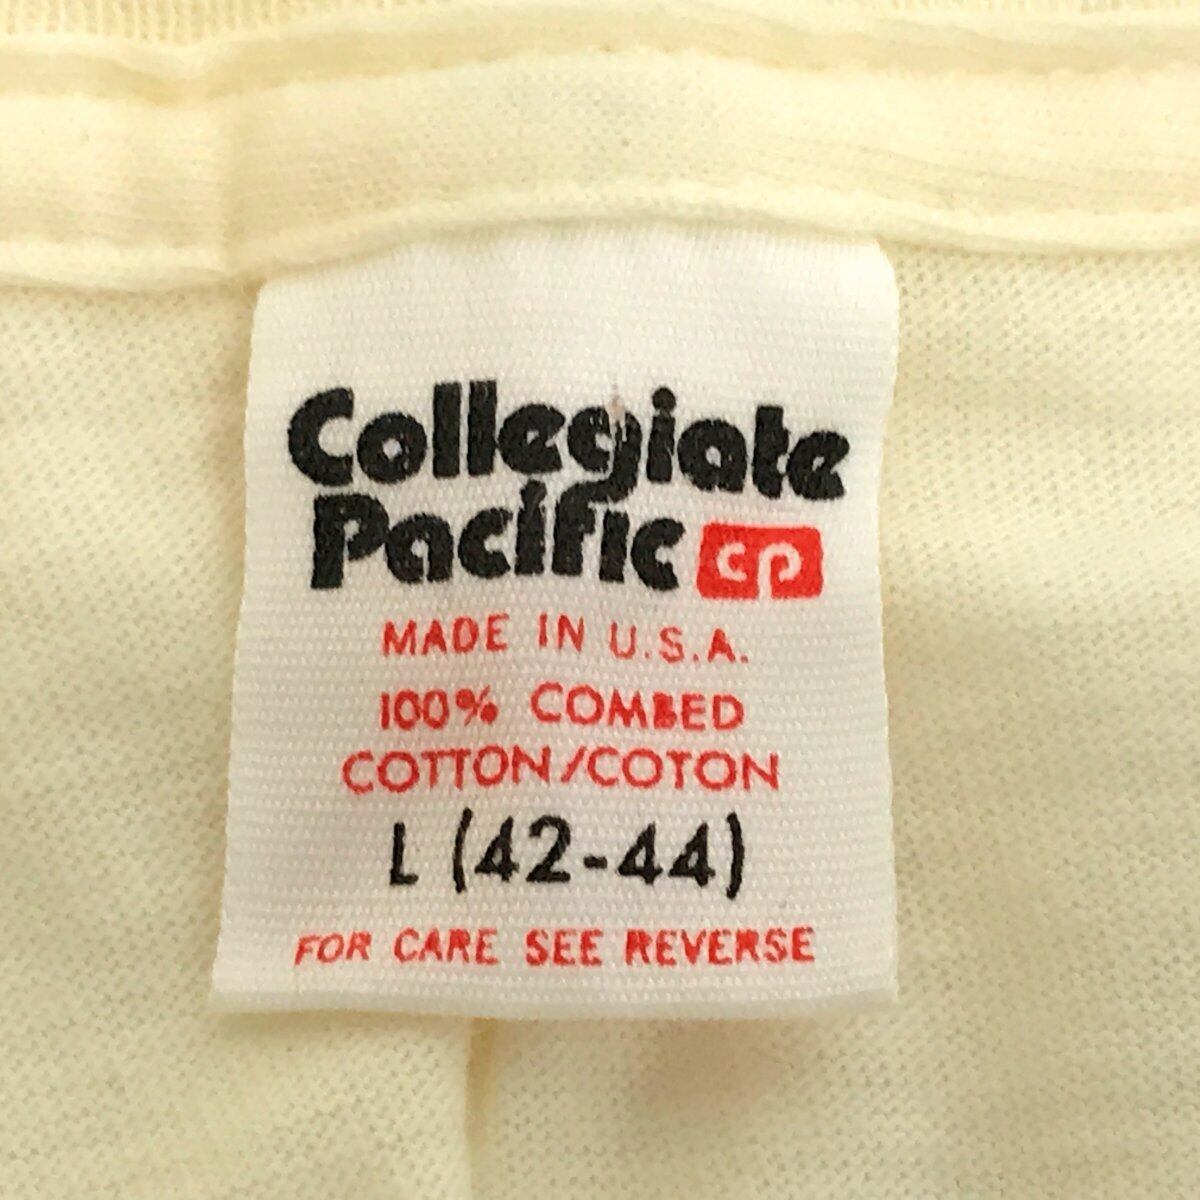 Collegiate
Pacific cp
MADE IN U.S.A.
100% COMBED
COTTON/COTON
L (42-44)
FOR CARE SEE REVERSE